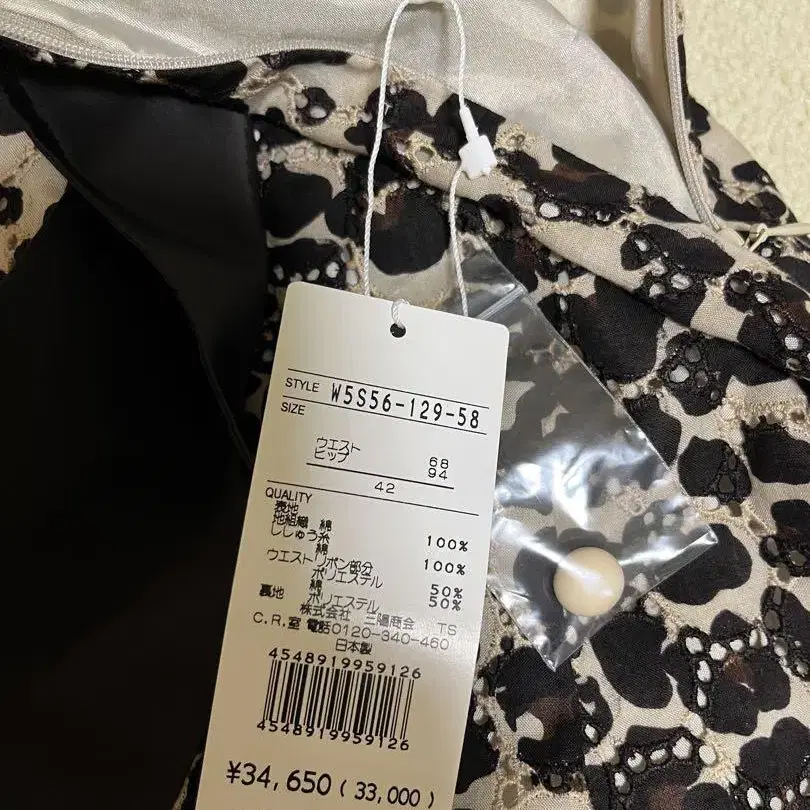 STYLE W5S56-129-58
SIZE
ウエスト 68
ヒップ 94
42
QUALITY
表地
地組織 綿 100%
ししゅう糸
綿 100%
ウエストリボン部分
ポリエステル 50%
綿 50%
裏地 ポリエステル
株式会社 三陽商会 TS
C.R.室 電話0120-340-460
日本製
4548919959126
4548919959126
¥34,650 (33,000)